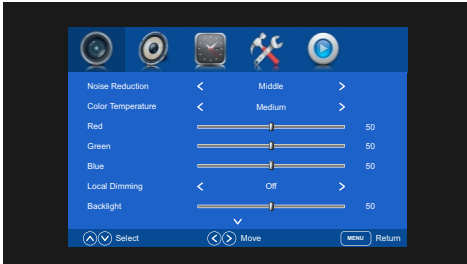 Noise Reduction Middle
Color Temperature Medium
Red 50
Green 50
Blue 50
Local Dimming Off
Backlight 50
Select Move MENU Return